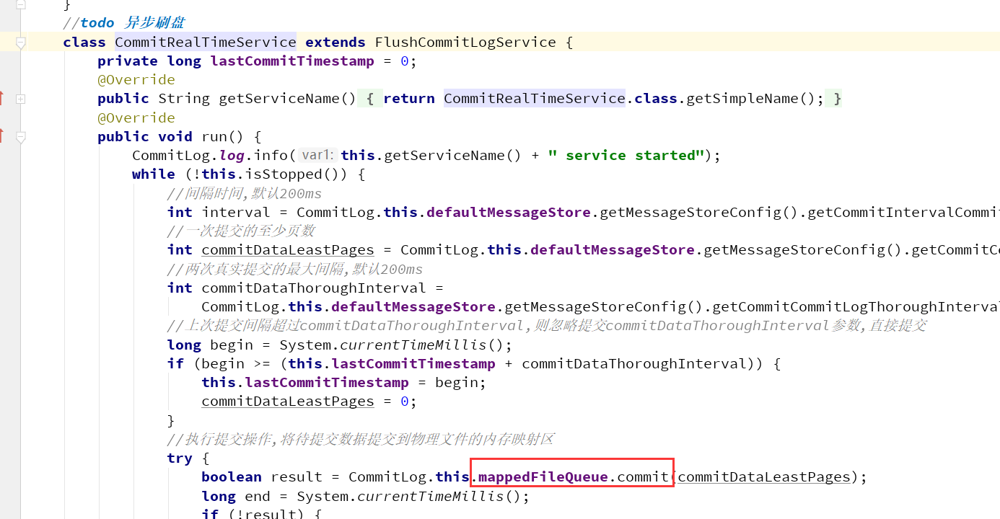 }
//todo 异步刷盘
class CommitRealTimeService extends FlushCommitLogService {
private long lastCommitTimestamp = 0;
@Override
public String getServiceName() { return CommitRealTimeService.class.getSimpleName(); }
@Override
public void run() {
CommitLog.log.info( var1: this.getServiceName() + " service started");
while (!this.isStopped()) {
//间隔时间,默认200ms
int interval = CommitLog.this.defaultMessageStore.getMessageStoreConfig().getCommitIntervalCommit
//一次提交的至少页数
int commitDataLeastPages = CommitLog.this.defaultMessageStore.getMessageStoreConfig().getCommitCo
//两次真实提交的最大间隔,默认200ms
int commitDataThoroughInterval =
CommitLog.this.defaultMessageStore.getMessageStoreConfig().getCommitCommitLogThoroughInterval
//上次提交间隔超过commitDataThoroughInterval,则忽略提交commitDataThoroughInterval参数,直接提交
long begin = System.currentTimeMillis();
if (begin >= (this.lastCommitTimestamp + commitDataThoroughInterval)) {
this.lastCommitTimestamp = begin;
commitDataLeastPages = 0;
}
//执行提交操作,将待提交数据提交到物理文件的内存映射区
try {
boolean result = CommitLog.this.mappedFileQueue.commit(commitDataLeastPages);
long end = System.currentTimeMillis();
if (!result) {